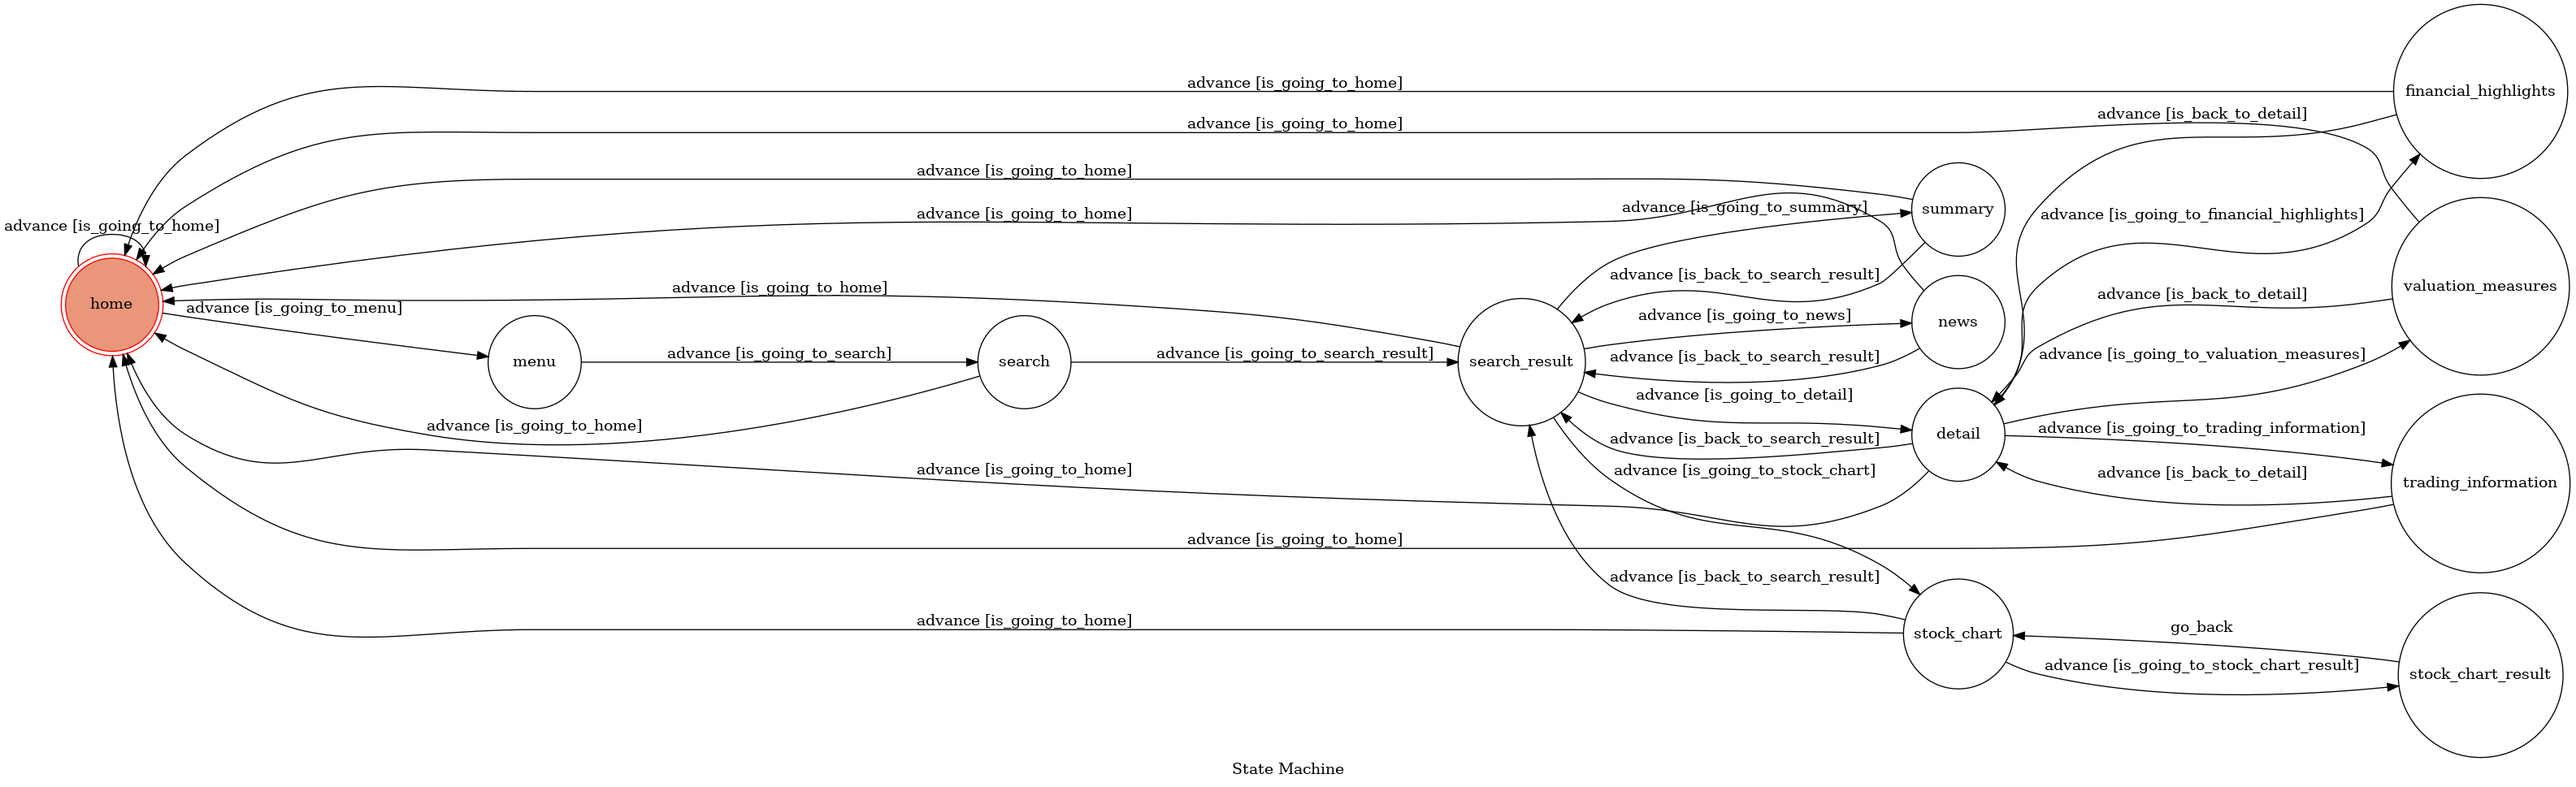 advance [is_going_to_home]
financial_highlights
advance [is_back_to_detail]
advance [is_going_to_home]
advance [is_going_to_home]
advance [is_going_to_summary]
summary
advance [is_going_to_home]
advance [is_going_to_financial_highlights]
advance [is_going_to_home]
advance [is_back_to_search_result]
advance [is_going_to_home]
valuation_measures
advance [is_back_to_detail]
home
advance [is_going_to_menu]
advance [is_going_to_news]
news
menu
advance [is_going_to_search]
search
advance [is_going_to_search_result]
search_result
advance [is_back_to_search_result]
advance [is_going_to_valuation_measures]
advance [is_going_to_detail]
advance [is_going_to_home]
advance [is_back_to_search_result]
detail
advance [is_going_to_trading_information]
advance [is_going_to_home]
advance [is_going_to_stock_chart]
advance [is_back_to_detail]
trading_information
advance [is_going_to_home]
advance [is_back_to_search_result]
advance [is_going_to_home]
stock_chart
go_back
advance [is_going_to_stock_chart_result]
stock_chart_result
State Machine